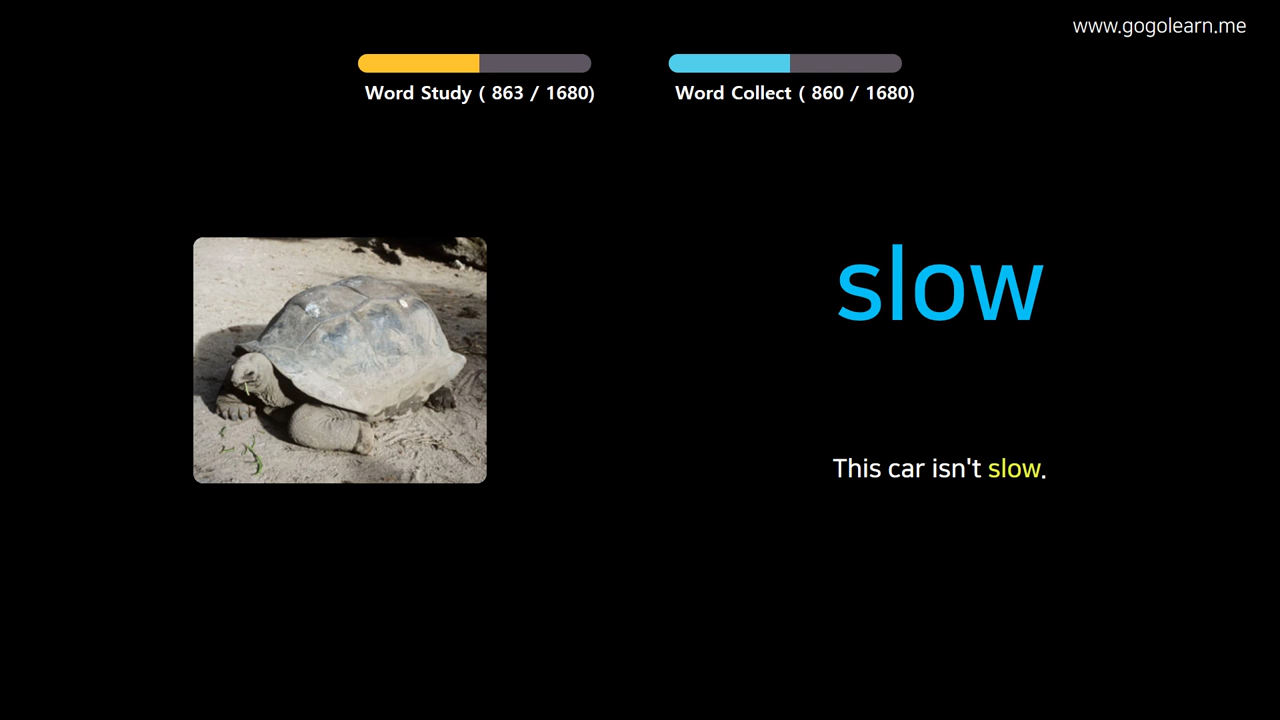 www.gogolearn.me
Word Study ( 863 / 1680)
Word Collect ( 860 / 1680)
slow
This car isn't slow.